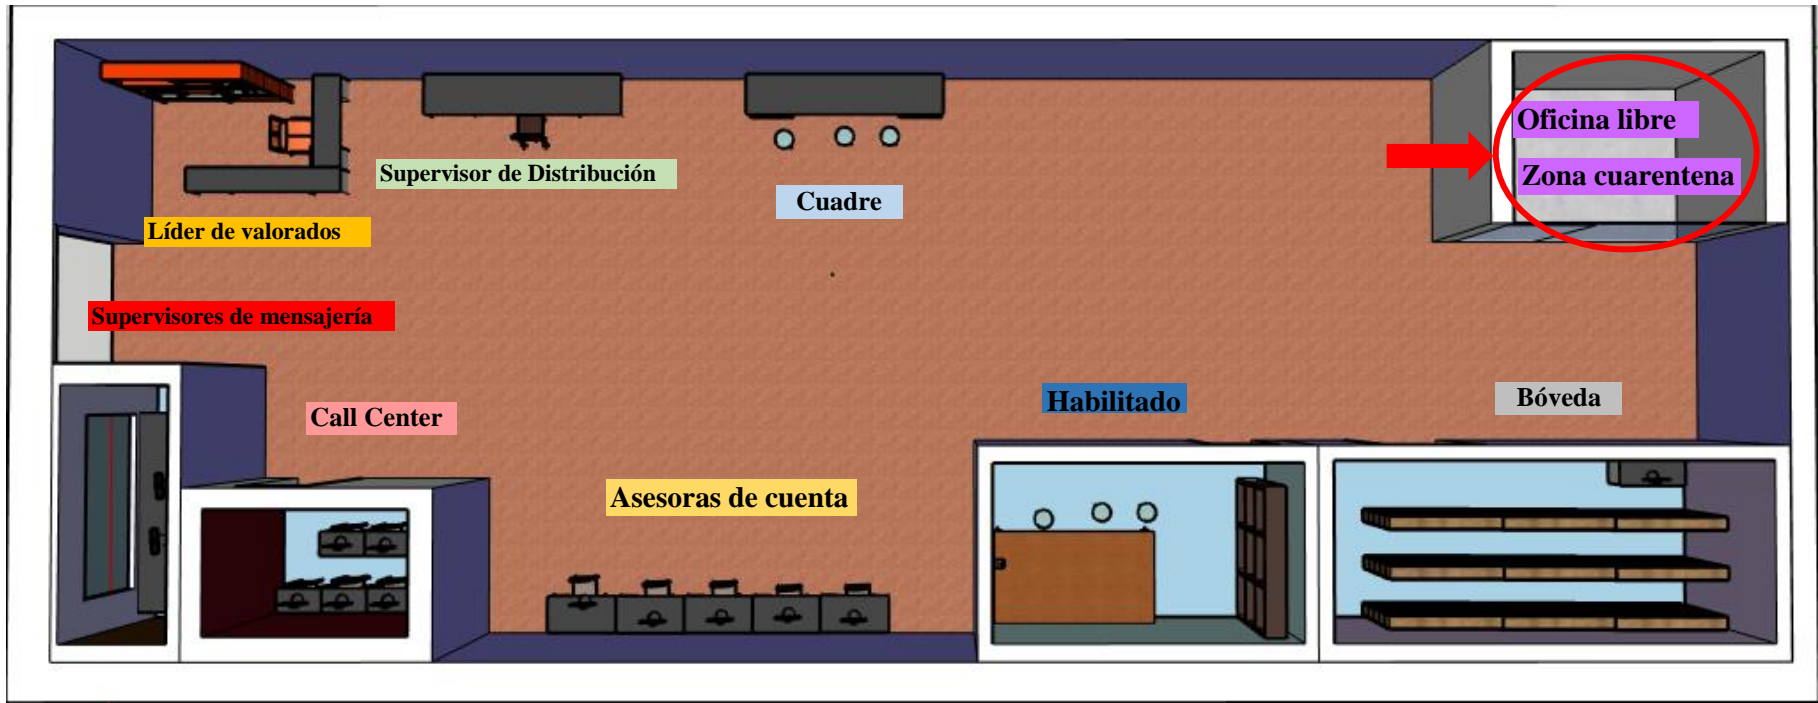 Oficina libre
Zona cuarentena
Supervisor de Distribución
Cuadre
Líder de valorados
Supervisores de mensajería
Call Center
Habilitado
Bóveda
Asesoras de cuenta